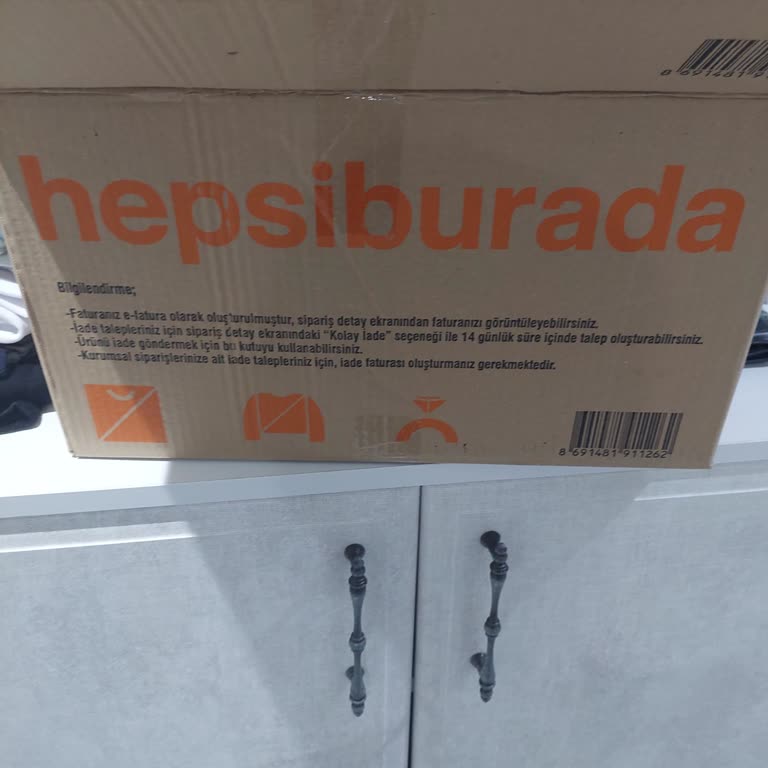 hepsiburada
Bilgilendirme;
-Faturanız e-fatura olarak oluşturulmuştur, sipariş detay ekranından faturanızı görüntüleyebilirsiniz.
-İade talepleriniz için sipariş detay ekranındaki "Kolay İade" seçeneği ile 14 günlük süre içinde talep oluşturabilirsiniz.
-Ürünü iade göndermek için bu kutuyu kullanabilirsiniz.
-Kurumsal siparişlerinize ait iade talepleriniz için, iade faturası oluşturmanız gerekmektedir.
8 691481 911262